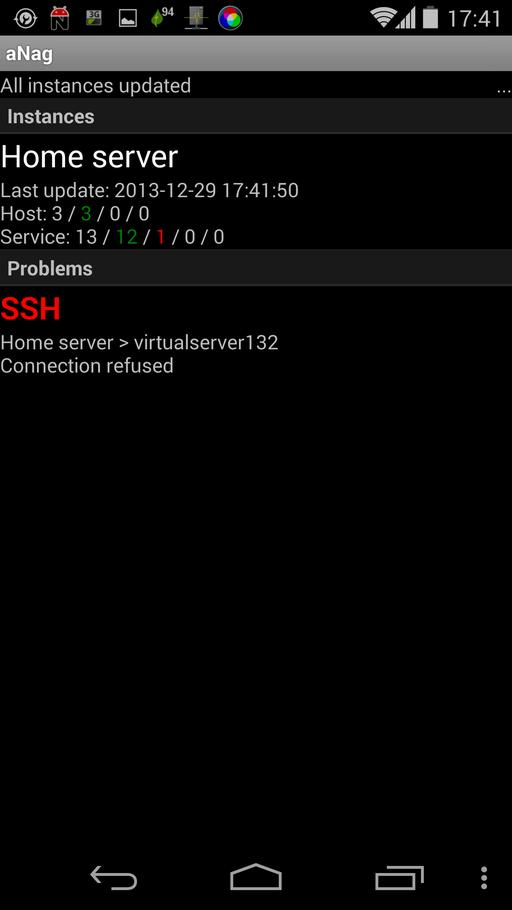 3G
94
17:41
aNag
All instances updated
...
Instances
Home server
Last update: 2013-12-29 17:41:50
Host: 3 / 3 / 0 / 0
Service: 13 / 12 / 1 / 0 / 0
Problems
SSH
Home server > virtualserver132
Connection refused